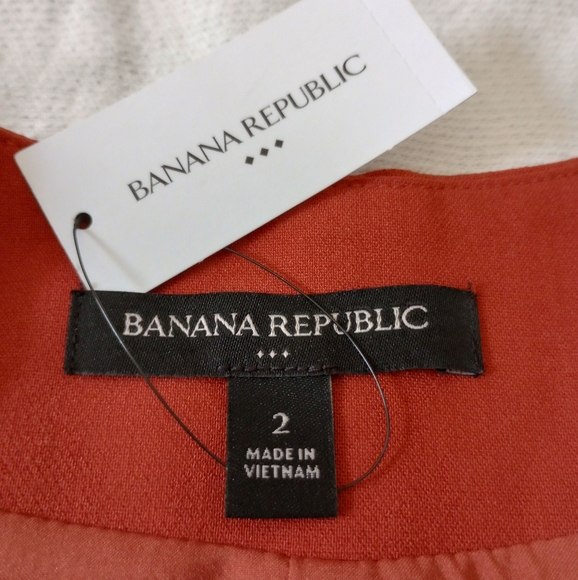 BANANA REPUBLIC
BANANA REPUBLIC
2
MADE IN
VIETNAM